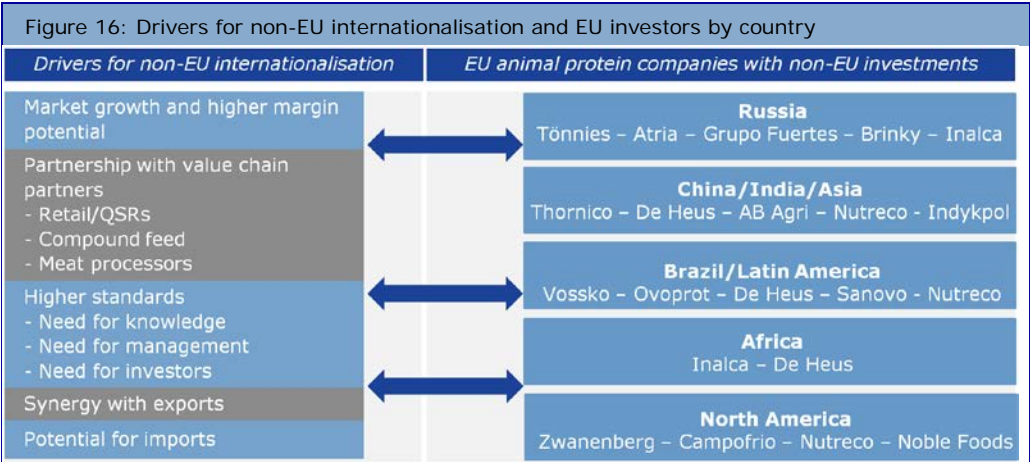 Figure 16: Drivers for non-EU internationalisation and EU investors by country
Drivers for non-EU internationalisation
EU animal protein companies with non-EU investments
Market growth and higher margin
potential
Partnership with value chain
partners
- Retail/QSRs
- Compound feed
- Meat processors
Higher standards
- Need for knowledge
- Need for management
- Need for investors
Synergy with exports
Potential for imports
Russia
Tönnies – Atria – Grupo Fuertes – Brinky – Inalca
China/India/Asia
Thornico – De Heus – AB Agri – Nutreco - Indykpol
Brazil/Latin America
Vossko – Ovoprot – De Heus – Sanovo - Nutreco
Africa
Inalca – De Heus
North America
Zwanenberg – Campofrio – Nutreco – Noble Foods